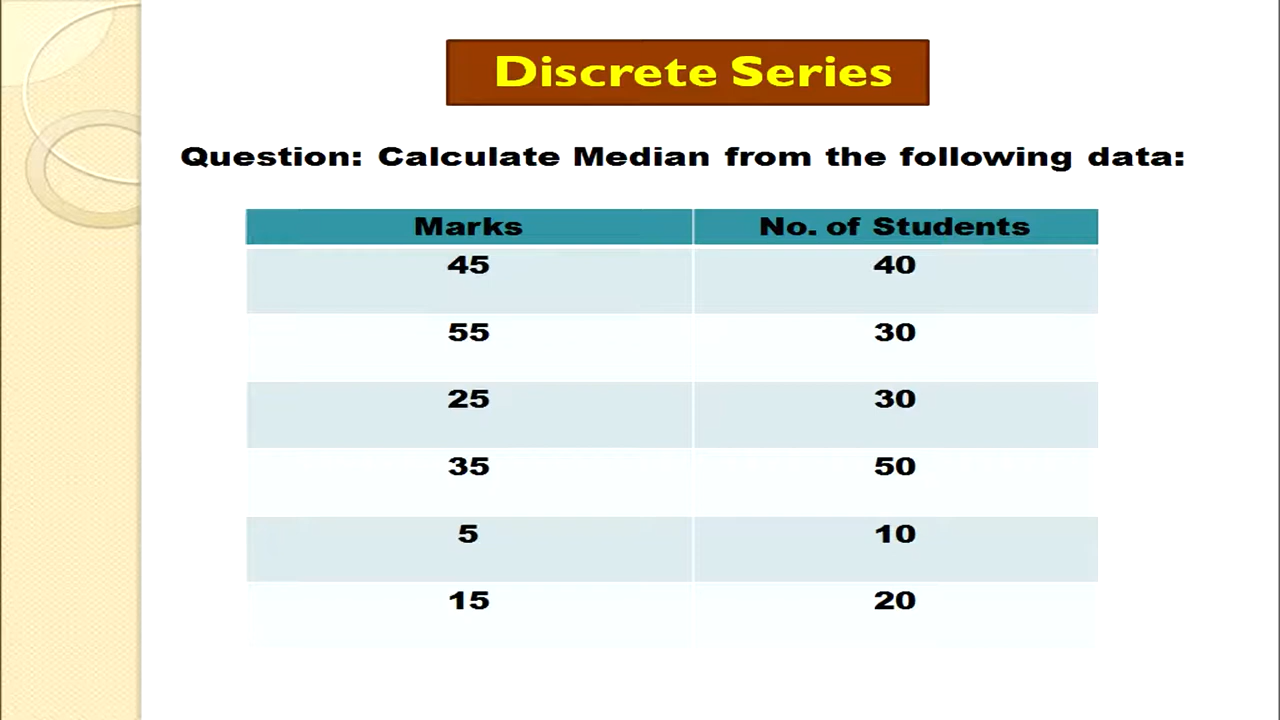 Discrete Series
Question: Calculate Median from the following data:
Marks No. of Students
45 40
55 30
25 30
35 50
5 10
15 20